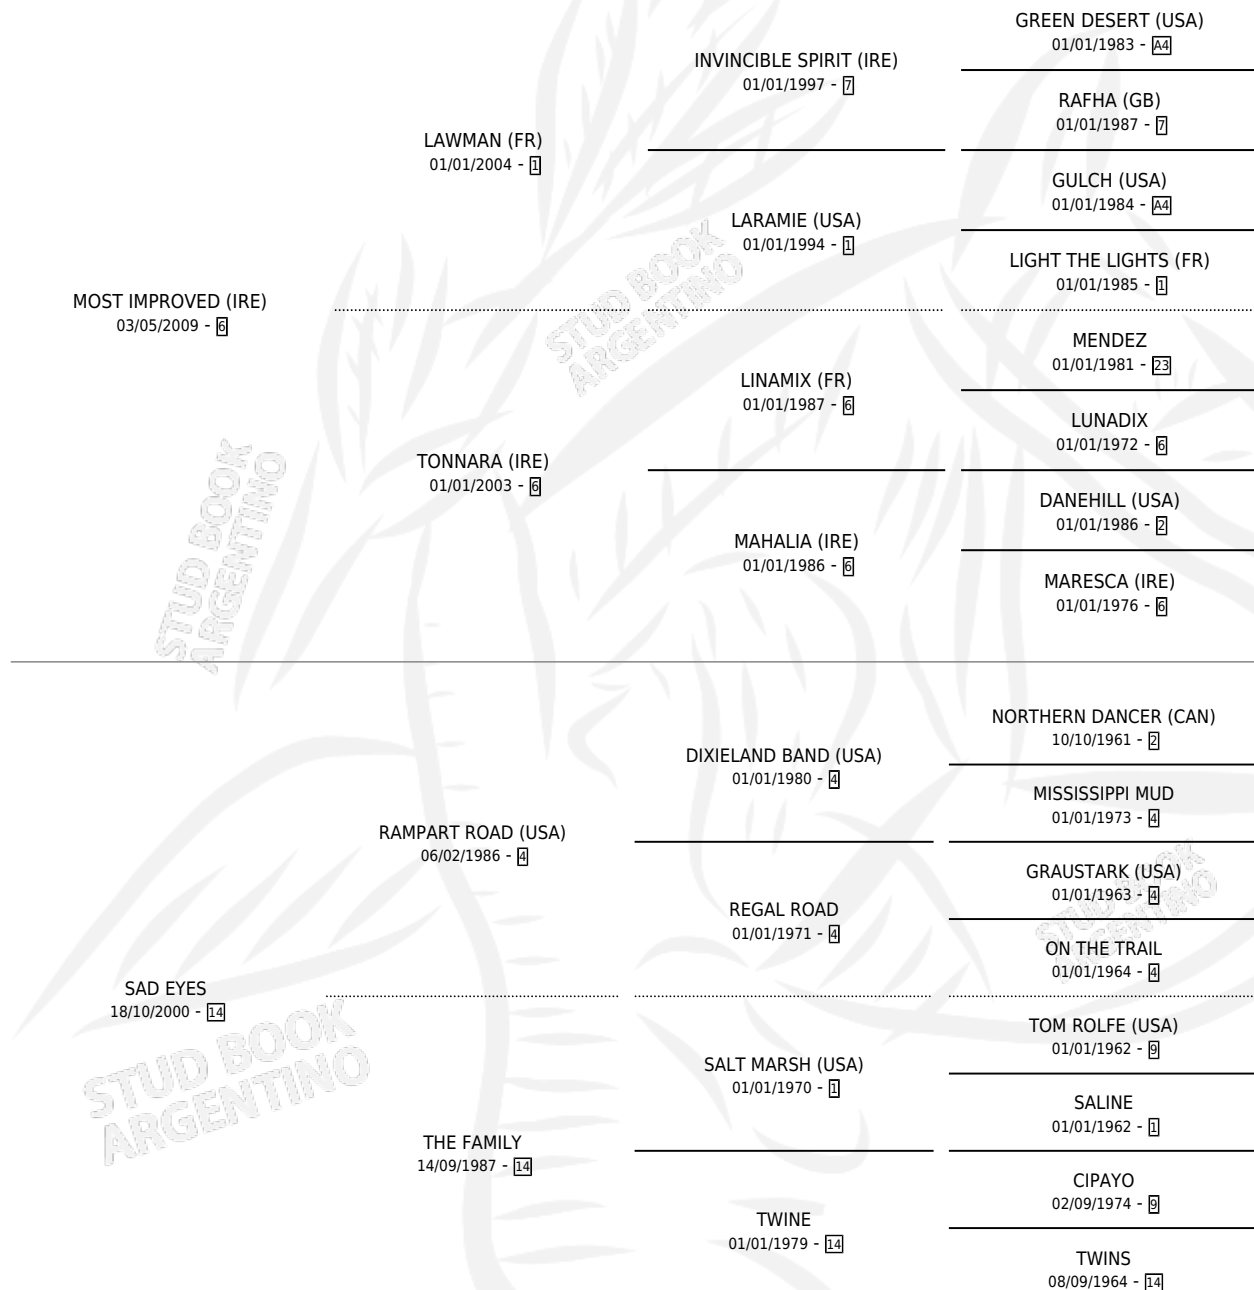 GREEN DESERT (USA)
01/01/1983 - A4
INVINCIBLE SPIRIT (IRE)
01/01/1997 - 7
RAFHA (GB)
01/01/1987 - 7
LAWMAN (FR)
01/01/2004 - 1
GULCH (USA)
01/01/1984 - A4
LARAMIE (USA)
01/01/1994 - 1
LIGHT THE LIGHTS (FR)
01/01/1985 - 1
MOST IMPROVED (IRE)
03/05/2009 - 6
MENDEZ
01/01/1981 - 23
LINAMIX (FR)
01/01/1987 - 6
LUNADIX
01/01/1972 - 6
TONNARA (IRE)
01/01/2003 - 6
DANEHILL (USA)
01/01/1986 - 2
MAHALIA (IRE)
01/01/1986 - 6
MARESCA (IRE)
01/01/1976 - 6
NORTHERN DANCER (CAN)
10/10/1961 - 2
DIXIELAND BAND (USA)
01/01/1980 - 4
MISSISSIPPI MUD
01/01/1973 - 4
RAMPART ROAD (USA)
06/02/1986 - 4
GRAUSTARK (USA)
01/01/1963 - 4
REGAL ROAD
01/01/1971 - 4
ON THE TRAIL
01/01/1964 - 4
SAD EYES
18/10/2000 - 14
TOM ROLFE (USA)
01/01/1962 - 9
SALT MARSH (USA)
01/01/1970 - 1
SALINE
01/01/1962 - 1
THE FAMILY
14/09/1987 - 14
CIPAYO
02/09/1974 - 9
TWINE
01/01/1979 - 14
TWINS
08/09/1964 - 14
STUD BOOK
ARGENTINO
STUD BOOK
ARGENTINO
STUD BOOK
ARGENTINO
STUD BOOK
ARGENTINO